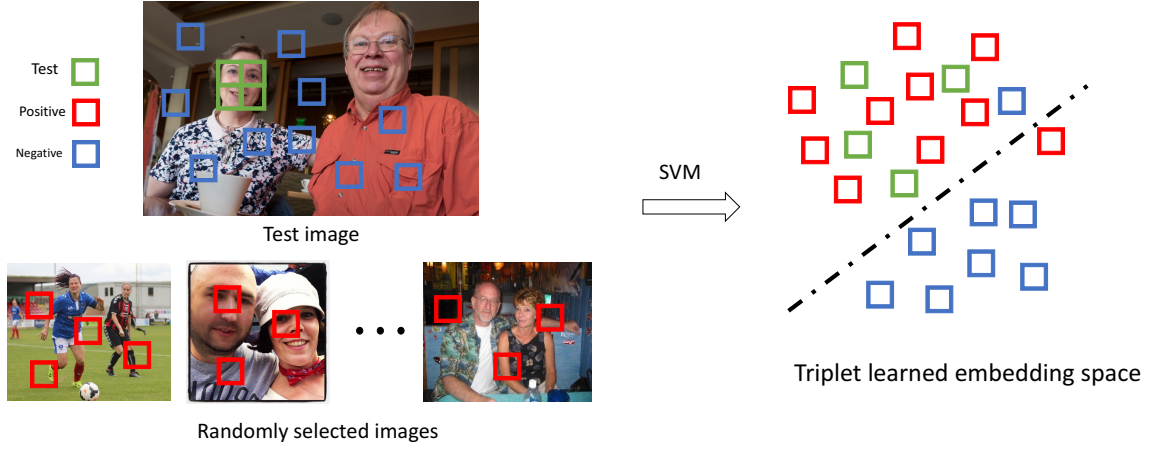 Test
Positive
Negative
Test image
SVM
Randomly selected images
Triplet learned embedding space